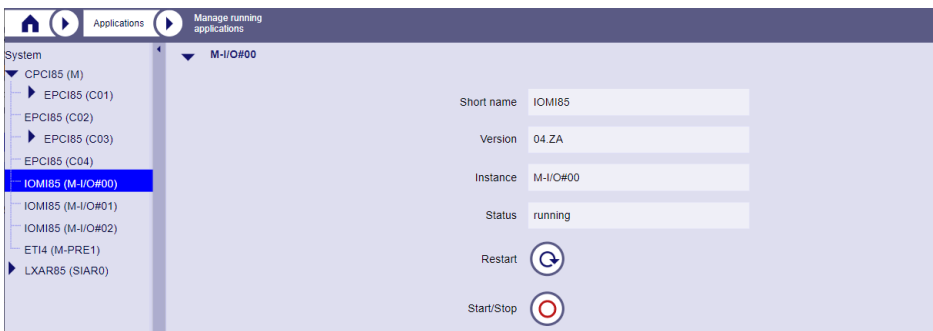 Applications
Manage running
applications
System
CPCI85 (M)
EPCI85 (C01)
EPCI85 (C02)
EPCI85 (C03)
EPCI85 (C04)
IOMI85 (M-I/O#00)
IOMI85 (M-I/O#01)
IOMI85 (M-I/O#02)
ETI4 (M-PRE1)
LXAR85 (SIAR0)
M-I/O#00
Short name IOMI85
Version 04.ZA
Instance M-I/O#00
Status running
Restart
Start/Stop